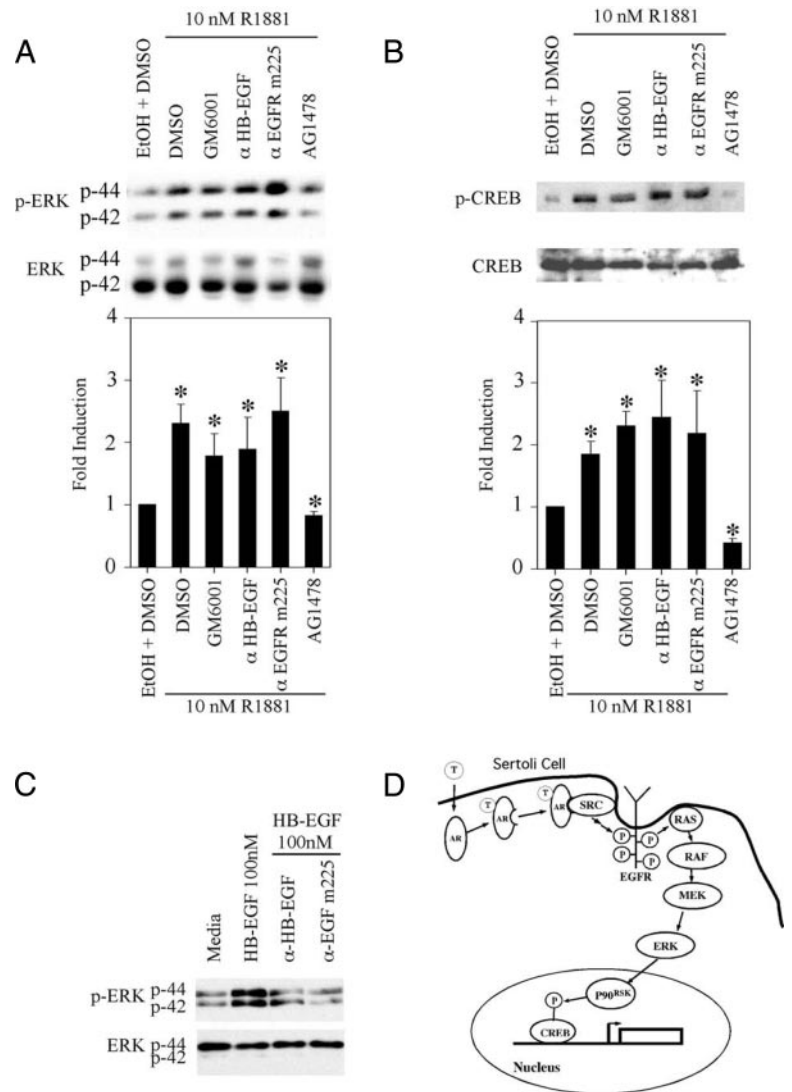 A
10 nM R1881
EtOH + DMSO
DMSO
GM6001
α HB-EGF
α EGFR m225
AG1478
p-ERK
p-44
p-42
ERK
p-44
p-42
Fold Induction
4
3
2
1
0
*
*
*
*
*
EtOH + DMSO
DMSO
GM6001
α HB-EGF
α EGFR m225
AG1478
10 nM R1881
B
10 nM R1881
EtOH + DMSO
DMSO
GM6001
α HB-EGF
α EGFR m225
AG1478
p-CREB
CREB
Fold Induction
4
3
2
1
0
*
*
*
*
*
EtOH + DMSO
DMSO
GM6001
α HB-EGF
α EGFR m225
AG1478
10 nM R1881
C
HB-EGF
100nM
Media
HB-EGF 100nM
α-HB-EGF
α-EGF m225
p-ERK
p-44
p-42
ERK
p-44
p-42
D
Sertoli Cell
T
AR
T
AR
T
AR
SRC
P
P
P
P
EGFR
RAS
RAF
MEK
ERK
P90RSK
P
CREB
Nucleus